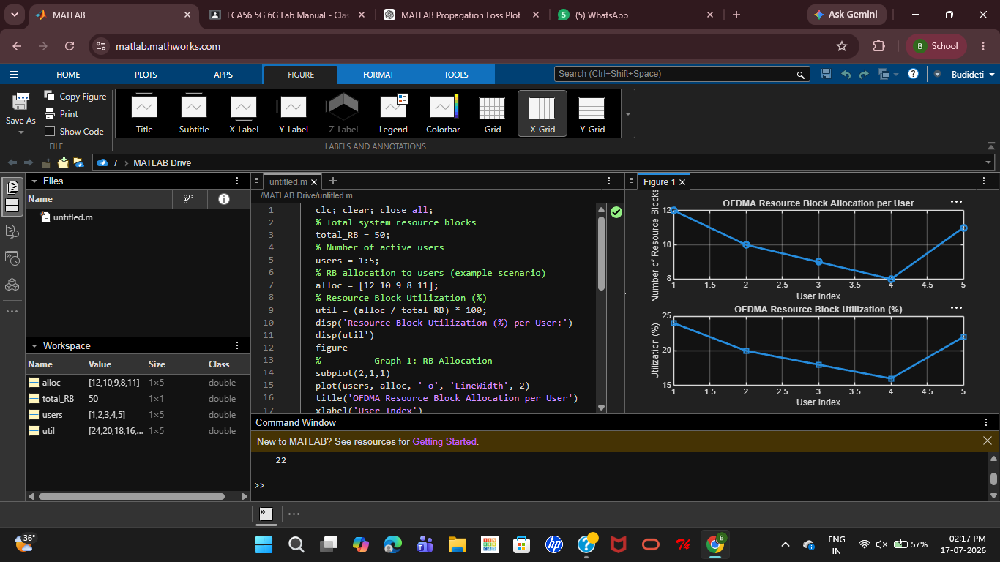 MATLAB
ECA56 5G 6G Lab Manual - Clas
MATLAB Propagation Loss Plot
(5) WhatsApp
Ask Gemini
matlab.mathworks.com
B School
HOME PLOTS APPS FIGURE FORMAT TOOLS
Search (Ctrl+Shift+Space)
Budideti
Save As
Copy Figure
Print
Show Code
FILE
Title Subtitle X-Label Y-Label Z-Label Legend Colorbar Grid X-Grid Y-Grid
LABELS AND ANNOTATIONS
/ > MATLAB Drive
Files
Name
untitled.m
Workspace
Name Value Size Class
alloc [12,10,9,8,11] 1×5 double
total_RB 50 1×1 double
users [1,2,3,4,5] 1×5 double
util [24,20,18,16,... 1×5 double
untitled.m
/MATLAB Drive/untitled.m
1 clc; clear; close all;
2 % Total system resource blocks
3 total_RB = 50;
4 % Number of active users
5 users = 1:5;
6 % RB allocation to users (example scenario)
7 alloc = [12 10 9 8 11];
8 % Resource Block Utilization (%)
9 util = (alloc / total_RB) * 100;
10 disp('Resource Block Utilization (%) per User:')
11 disp(util')
12 figure
13 % -------- Graph 1: RB Allocation --------
14 subplot(2,1,1)
15 plot(users, alloc, '-o', 'LineWidth', 2)
16 title('OFDMA Resource Block Allocation per User')
17 xlabel('User Index')
Figure 1
OFDMA Resource Block Allocation per User
Number of Resource Blocks
12
10
8
1 1.5 2 2.5 3 3.5 4 4.5 5
User Index
OFDMA Resource Block Utilization (%)
Utilization (%)
25
20
15
1 1.5 2 2.5 3 3.5 4 4.5 5
User Index
Command Window
New to MATLAB? See resources for Getting Started.
22
>>
36°
ENG
IN
57%
02:17 PM
17-07-2026